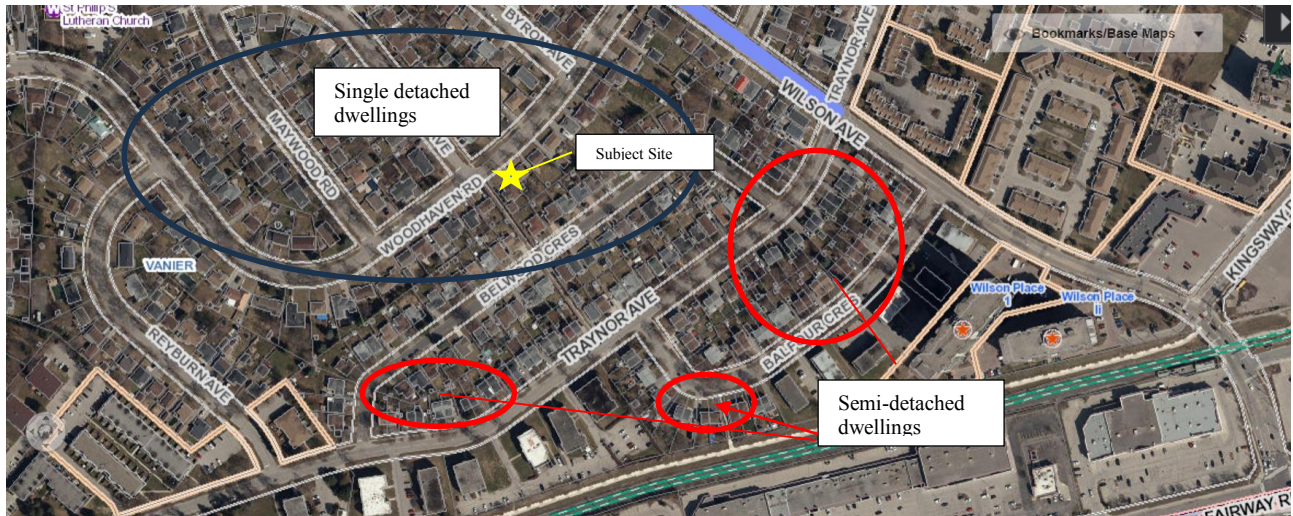 St Philip'S
Lutheran Church
BYRON AVE
TRAYNOR AVE
Bookmarks/Base Maps
Single detached
dwellings
WILSON AVE
MAYWOOD RD
AVE
Subject Site
WOODHAVEN RD
KINGSWAY
VANIER
BELWOOD CRES
Wilson Place
1
Wilson Place
Ii
TRAYNOR AVE
BALFOUR CRES
REYBURN AVE
Semi-detached
dwellings
FAIRWAY R